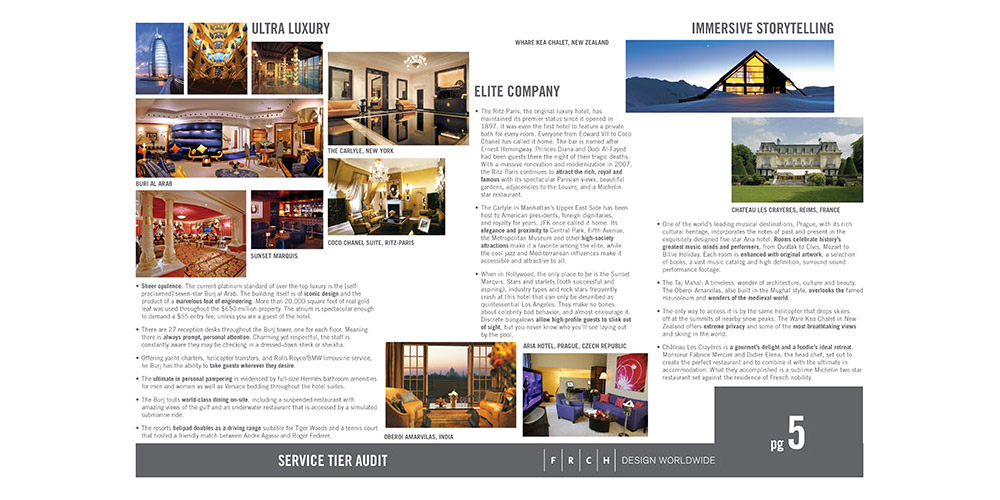 ULTRA LUXURY
BURJ AL ARAB
THE CARLYLE, NEW YORK
COCO CHANEL SUITE, RITZ-PARIS
SUNSET MARQUIS
• Sheer opulence. The current platinum standard of over-the-top luxury is the [self-
proclaimed] seven-star Burj al Arab. The building itself is of iconic design and the
product of a marvelous feat of engineering. More than 20,000 square feet of real gold
leaf was used throughout the $650 million property. The atrium is spectacular enough
to demand a $55 entry fee, unless you are a guest of the hotel.
• There are 27 reception desks throughout the Burj tower, one for each floor. Meaning
there is always prompt, personal attention. Charming yet respectful, the staff is
constantly aware they may be checking in a dressed-down sheik or sheikha.
• Offering yacht charters, helicopter transfers, and Rolls Royce/BMW limousine service,
he Burj has the ability to take guests wherever they desire.
• The ultimate in personal pampering is evidenced by full-size Hermès bathroom amenities
for men and women as well as Versace bedding throughout the hotel suites.
• The Burj touts world-class dining on-site, including a suspended restaurant with
amazing views of the gulf and an underwater restaurant that is accessed by a simulated
submarine ride.
• The resorts helipad doubles as a driving range suitable for Tiger Woods and a tennis court
that hosted a friendly match between Andre Agassi and Roger Federer.
WHARE KEA CHALET, NEW ZEALAND
ELITE COMPANY
• The Ritz-Paris, the original luxury hotel, has
maintained its premier status since it opened in
1897. It was even the first hotel to feature a private
bath for every room. Everyone from Edward VII to Coco
Chanel has called it home. The bar is named after
Ernest Hemingway. Princes Diana and Dodi Al-Fayed
had been guests there the night of their tragic deaths.
With a massive renovation and modernization in 2007,
the Ritz-Paris continues to attract the rich, royal and
famous with its spectacular Parisian views, beautiful
gardens, adjacencies to the Louvre, and a Michelin
star restaurant.
• The Carlyle in Manhattan's Upper East Side has been
host to American presidents, foreign dignitaries,
and royalty for years. JFK once called it home. Its
elegance and proximity to Central Park, Fifth Avenue,
the Metropolitan Museum and other high-society
attractions make it a favorite among the elite, while
the cool jazz and Mediterranean influences make it
accessible and attractive to all.
• When in Hollywood, the only place to be is the Sunset
Marquis. Stars and starlets (both successful and
aspiring), industry types and rock stars frequently
crash at this hotel that can only be described as
quintessential Los Angeles. They make no bones
about celebrity bad behavior, and almost encourage it.
Discrete bungalows allow high-profile guests to slink out
of sight, but you never know who you'll see laying out
by the pool.
OBEROI AMARVILAS, INDIA
ARIA HOTEL, PRAGUE, CZECH REPUBLIC
IMMERSIVE STORYTELLING
CHATEAU LES CRAYERES, REIMS, FRANCE
• One of the world's leading musical destinations, Prague, with its rich
cultural heritage, incorporates the notes of past and present in the
exquisitely designed five-star Aria hotel. Rooms celebrate history's
greatest music minds and performers, from Dvořák to Elvis, Mozart to
Billie Holiday. Each room is enhanced with original artwork, a selection
of books, a vast music catalog and high definition, surround sound
performance footage.
• The Taj Mahal: A timeless, wonder of architecture, culture and beauty.
The Oberoi Amarvilas, also built in the Mughal style, overlooks the famed
mausoleum and wonders of the medieval world.
• The only way to access it is by the same helicopter that drops skiers
off at the summits of nearby snow peaks. The Ware Kea Chalet in New
Zealand offers extreme privacy and some of the most breathtaking views
and skiing in the world.
• Château Les Crayères is a gourmet's delight and a foodie's ideal retreat.
Monsieur Fabrice Mercier and Didier Elena, the head chef, set out to
create the perfect restaurant and to combine it with the ultimate in
accommodation. What they accomplished is a sublime Michelin two-star
restaurant set against the residence of French nobility.
pg 5
SERVICE TIER AUDIT
F R C H DESIGN WORLDWIDE